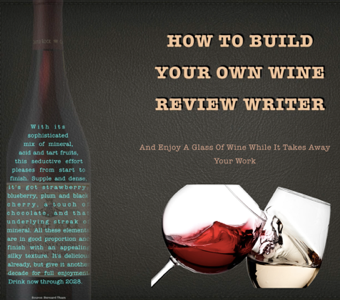 HOW TO BUILD
YOUR OWN WINE
REVIEW WRITER
And Enjoy A Glass Of Wine While It Takes Away
Your Work
With its
sophisticated
mix of mineral,
acid and tart fruits,
this seductive effort
pleases from start to
finish. Supple and dense,
it's got strawberry,
blueberry, plum and black
cherry, a touch of
chocolate, and that
underlying streak of
mineral. All these elements
are in good proportion and
finish with an appealing
silky texture. It's delicious
already, but give it another
decade for full enjoyment.
Drink now through 2028.